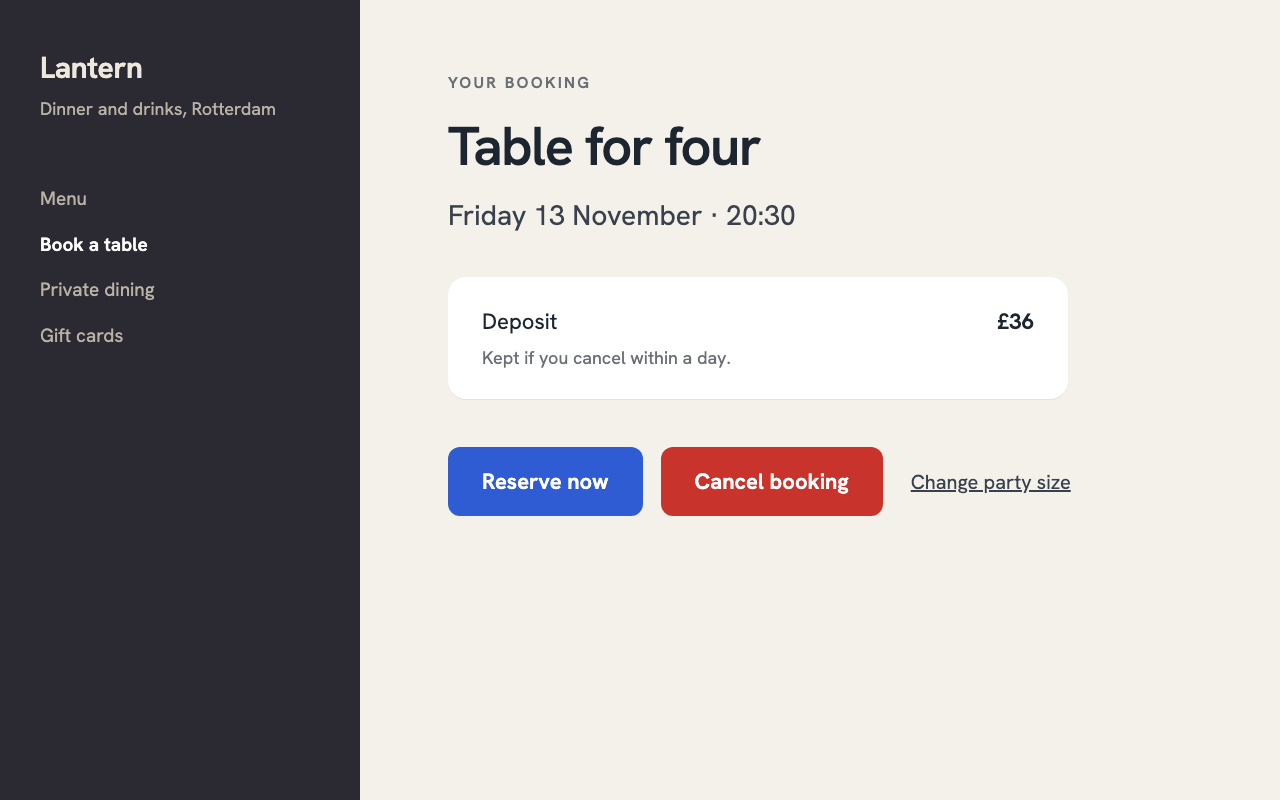 Lantern
Dinner and drinks, Rotterdam
Menu
Book a table
Private dining
Gift cards
YOUR BOOKING
Table for four
Friday 13 November · 20:30
Deposit £36
Kept if you cancel within a day.
Reserve now Cancel booking Change party size